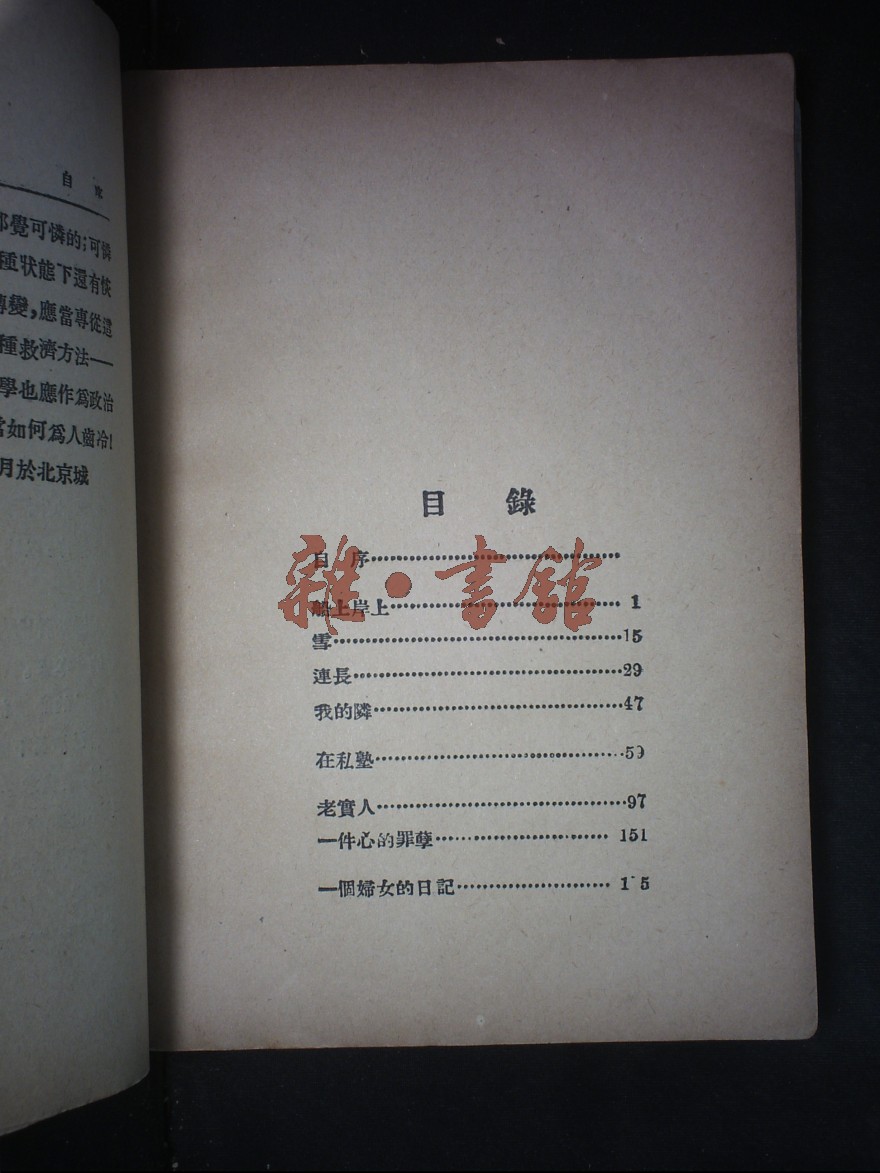 自
都覺可憐的;可憐
種狀態下還有快
轉變,應當專從這
種救濟方法——
學也應作爲政治
如何爲人齒冷!
月於北京城
目 錄
自 序
船上岸上 1
雪 15
連長 29
我的隣 47
在私塾 59
老實人 97
一件心的罪孽 151
一個婦女的日記
雜·書館